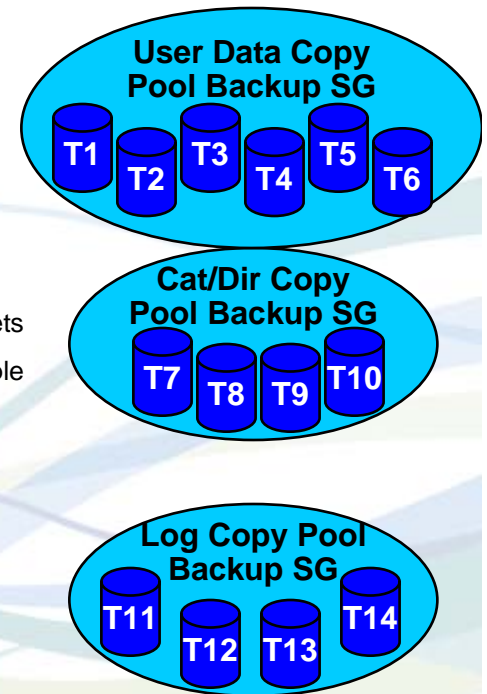 User Data Copy
Pool Backup SG
T1 T2 T3 T4 T5 T6
Cat/Dir Copy
Pool Backup SG
T7 T8 T9 T10
Log Copy Pool
Backup SG
T11 T12 T13 T14